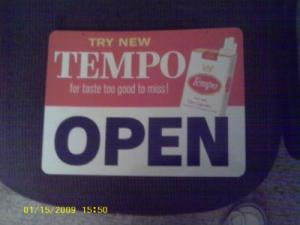 TRY NEW
TEMPO
for taste too good to miss!
Tempo
OPEN
01/15/2009 15:50